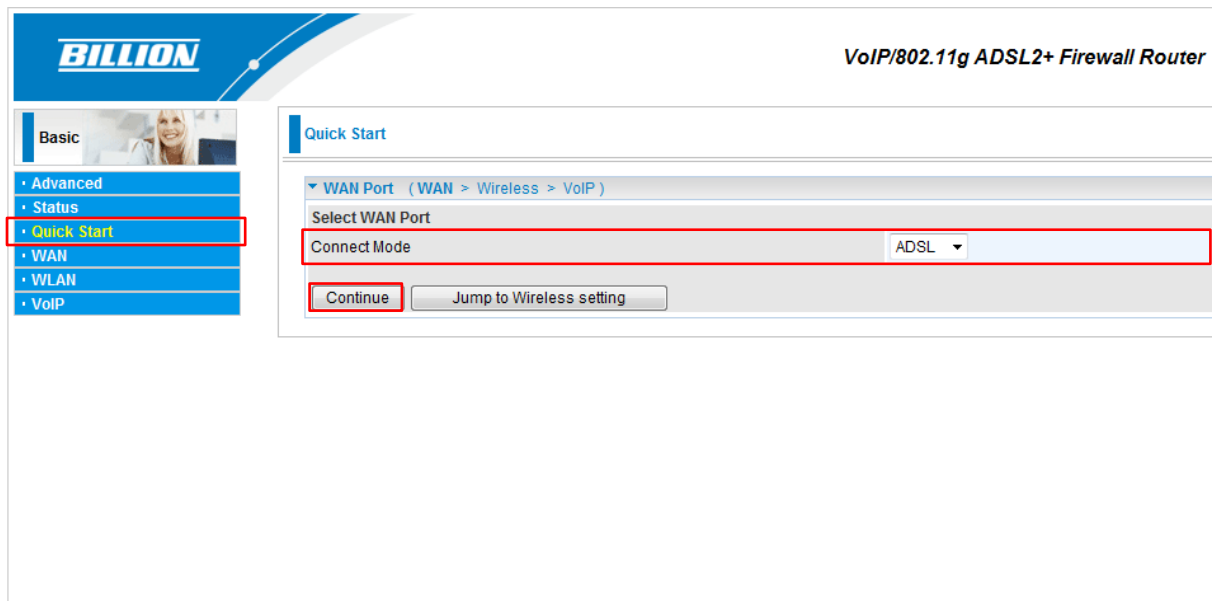 BILLION
VoIP/802.11g ADSL2+ Firewall Router
Basic
Advanced
Status
Quick Start
WAN
WLAN
VoIP
Quick Start
WAN Port (WAN > Wireless > VoIP)
Select WAN Port
Connect Mode ADSL
Continue Jump to Wireless setting